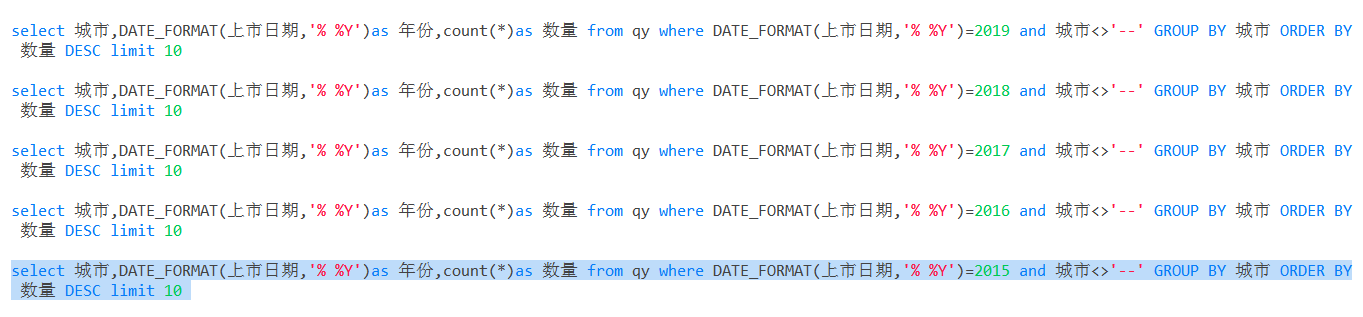 select 城市,DATE_FORMAT(上市日期,'% %Y')as 年份,count(*)as 数量 from qy where DATE_FORMAT(上市日期,'% %Y')=2019 and 城市<>'--' GROUP BY 城市 ORDER BY
数量 DESC limit 10
select 城市,DATE_FORMAT(上市日期,'% %Y')as 年份,count(*)as 数量 from qy where DATE_FORMAT(上市日期,'% %Y')=2018 and 城市<>'--' GROUP BY 城市 ORDER BY
数量 DESC limit 10
select 城市,DATE_FORMAT(上市日期,'% %Y')as 年份,count(*)as 数量 from qy where DATE_FORMAT(上市日期,'% %Y')=2017 and 城市<>'--' GROUP BY 城市 ORDER BY
数量 DESC limit 10
select 城市,DATE_FORMAT(上市日期,'% %Y')as 年份,count(*)as 数量 from qy where DATE_FORMAT(上市日期,'% %Y')=2016 and 城市<>'--' GROUP BY 城市 ORDER BY
数量 DESC limit 10
select 城市,DATE_FORMAT(上市日期,'% %Y')as 年份,count(*)as 数量 from qy where DATE_FORMAT(上市日期,'% %Y')=2015 and 城市<>'--' GROUP BY 城市 ORDER BY
数量 DESC limit 10